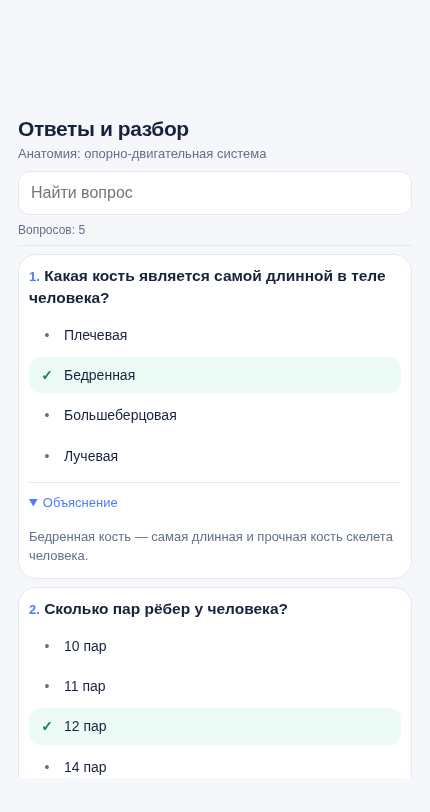 Ответы и разбор
Анатомия: опорно-двигательная система
Найти вопрос
Вопросов: 5
1. Какая кость является самой длинной в теле
человека?
• Плечевая
✓ Бедренная
• Большеберцовая
• Лучевая
▼ Объяснение
Бедренная кость — самая длинная и прочная кость скелета
человека.
2. Сколько пар рёбер у человека?
• 10 пар
• 11 пар
✓ 12 пар
• 14 пар